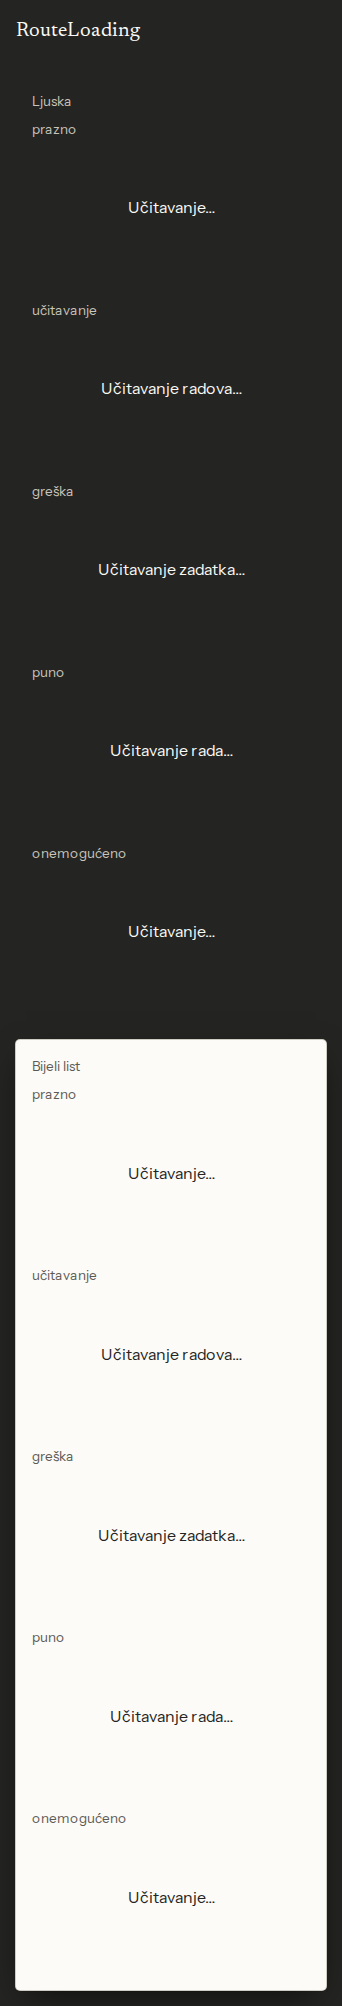 RouteLoading
Ljuska
prazno
Učitavanje...
učitavanje
Učitavanje radova...
greška
Učitavanje zadatka...
puno
Učitavanje rada...
onemogućeno
Učitavanje...
Bijeli list
prazno
Učitavanje...
učitavanje
Učitavanje radova...
greška
Učitavanje zadatka...
puno
Učitavanje rada...
onemogućeno
Učitavanje...